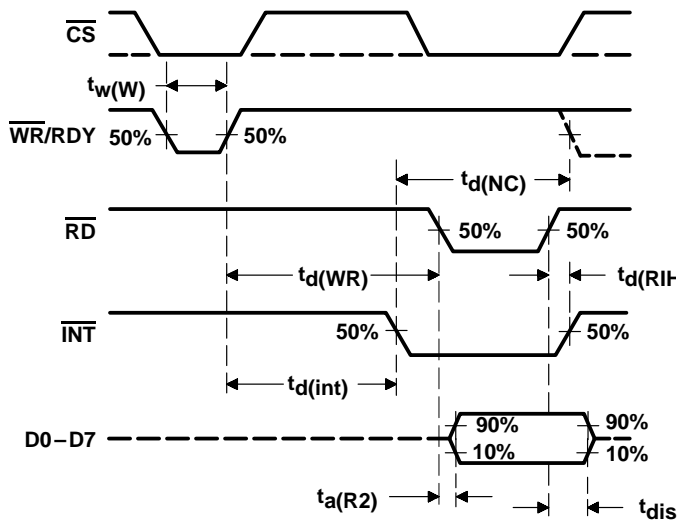 CS
tw(W)
WR/RDY 50% 50%
td(NC)
RD 50% 50%
td(WR) td(RIH
INT 50% 50%
td(int)
D0–D7 90% 90%
10% 10%
ta(R2) tdis